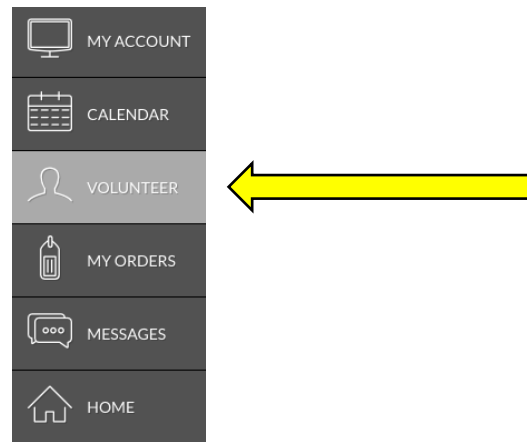 MY ACCOUNT
CALENDAR
VOLUNTEER
MY ORDERS
MESSAGES
HOME